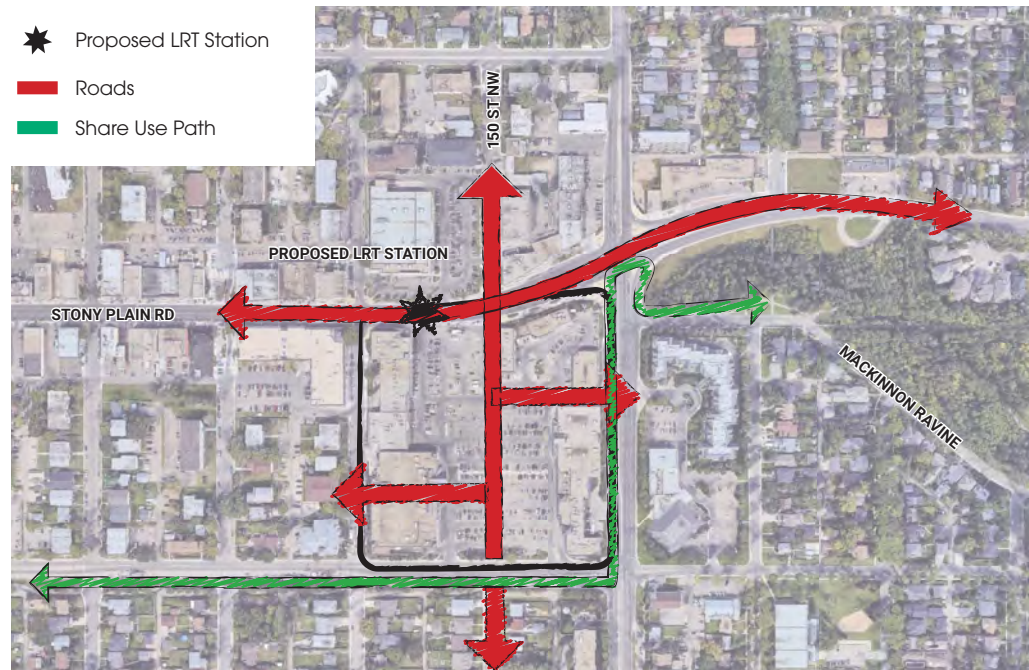 Proposed LRT Station
Roads
Share Use Path
150 ST NW
PROPOSED LRT STATION
STONY PLAIN RD
MACKINNON RAVINE